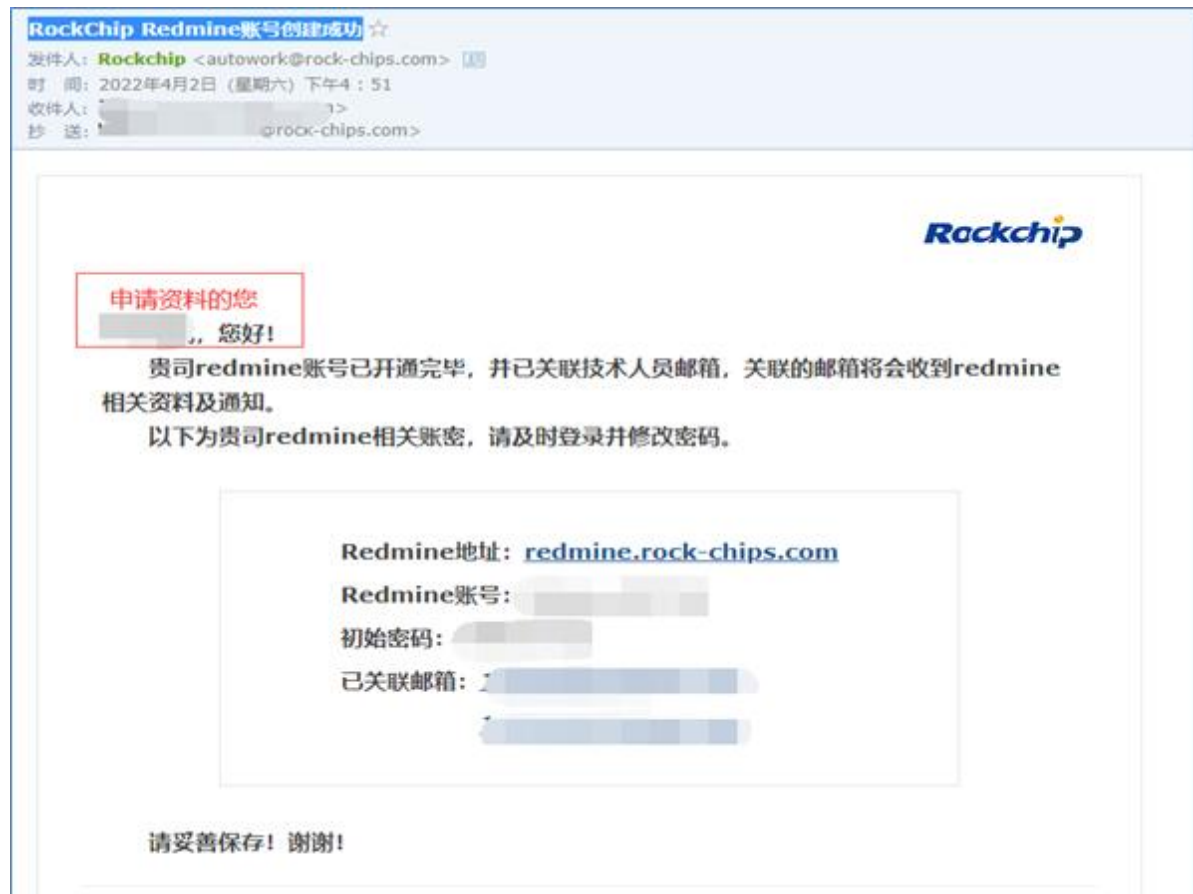 RockChip Redmine账号创建成功
发件人：Rockchip <autowork@rock-chips.com>
时 间：2022年4月2日（星期六）下午4：51
收件人：
抄 送： @rock-chips.com>
Rockchip
申请资料的您
,，您好!
贵司redmine账号已开通完毕，并已关联技术人员邮箱，关联的邮箱将会收到redmine
相关资料及通知。
以下为贵司redmine相关账密，请及时登录并修改密码。
Redmine地址：redmine.rock-chips.com
Redmine账号：
初始密码：
已关联邮箱：
请妥善保存！谢谢!